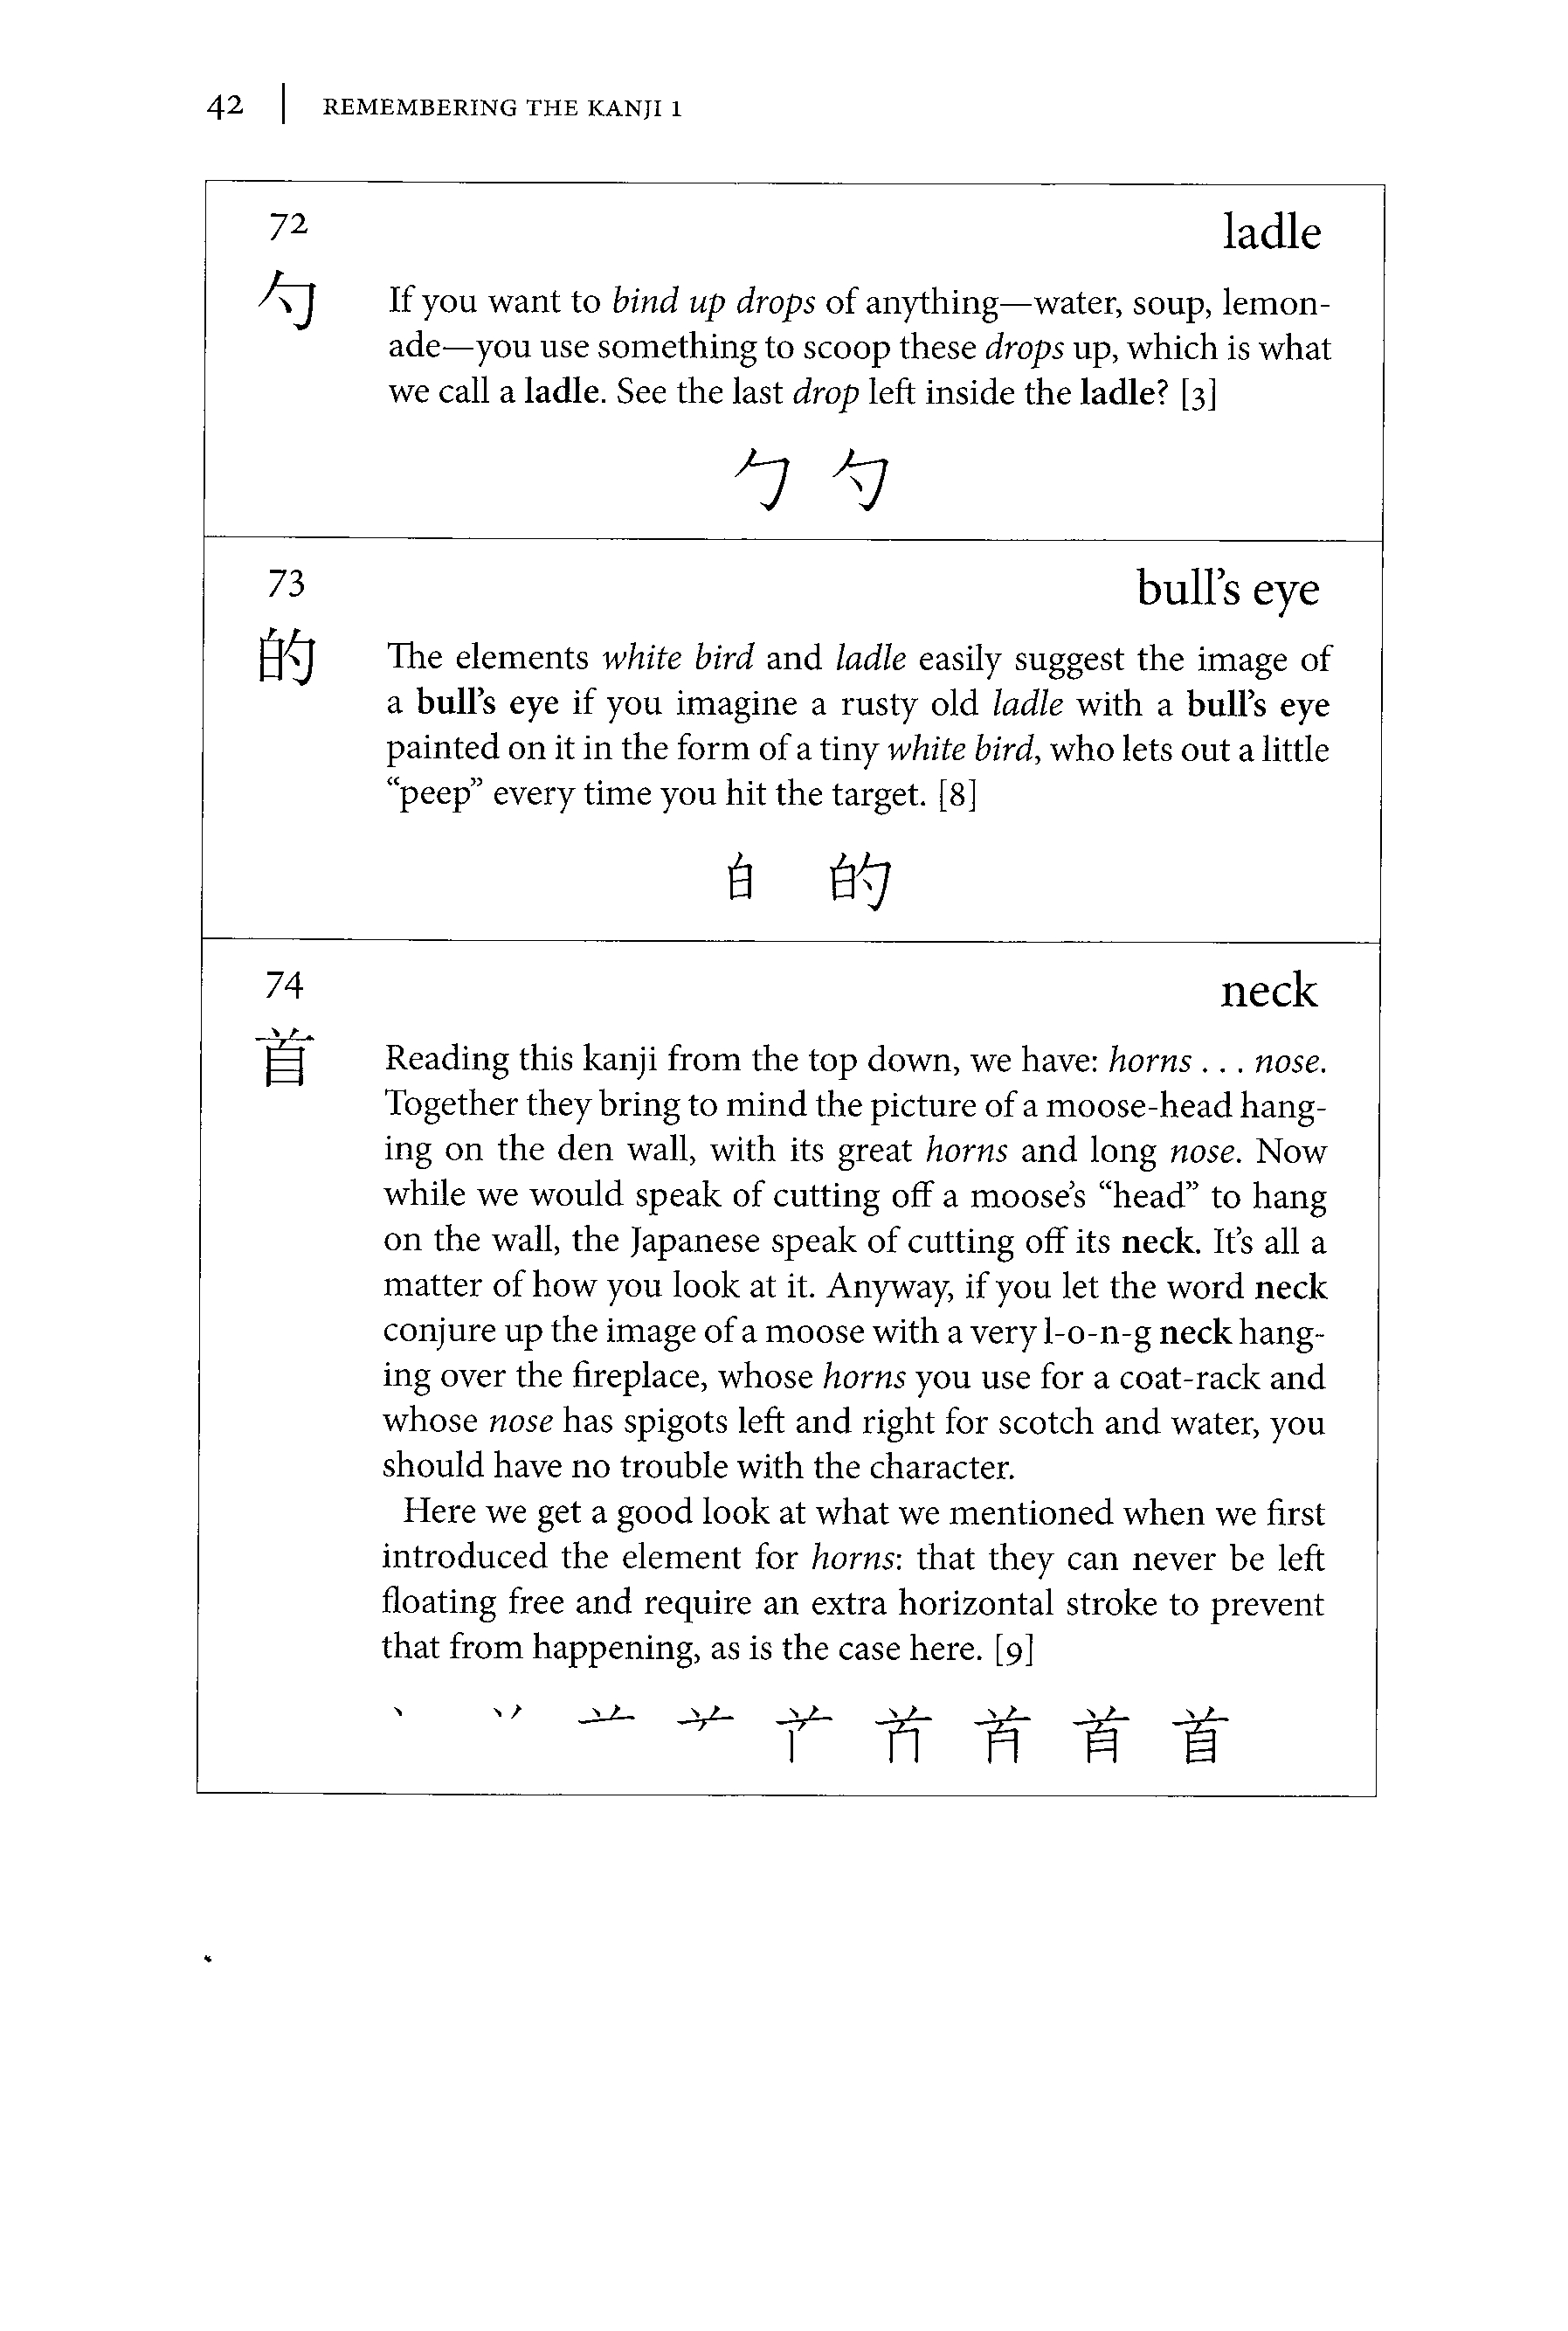 42 | REMEMBERING THE KANJI 1
72 ladle
勺 If you want to bind up drops of anything—water, soup, lemon-
ade—you use something to scoop these drops up, which is what
we call a ladle. See the last drop left inside the ladle? [3]
勹 勺
73 bull's eye
的 The elements white bird and ladle easily suggest the image of
a bull's eye if you imagine a rusty old ladle with a bull's eye
painted on it in the form of a tiny white bird, who lets out a little
“peep” every time you hit the target. [8]
白 的
74 neck
首 Reading this kanji from the top down, we have: horns . . . nose.
Together they bring to mind the picture of a moose-head hang-
ing on the den wall, with its great horns and long nose. Now
while we would speak of cutting off a moose's “head” to hang
on the wall, the Japanese speak of cutting off its neck. It's all a
matter of how you look at it. Anyway, if you let the word neck
conjure up the image of a moose with a very l-o-n-g neck hang-
ing over the fireplace, whose horns you use for a coat-rack and
whose nose has spigots left and right for scotch and water, you
should have no trouble with the character.
Here we get a good look at what we mentioned when we first
introduced the element for horns: that they can never be left
floating free and require an extra horizontal stroke to prevent
that from happening, as is the case here. [9]
首